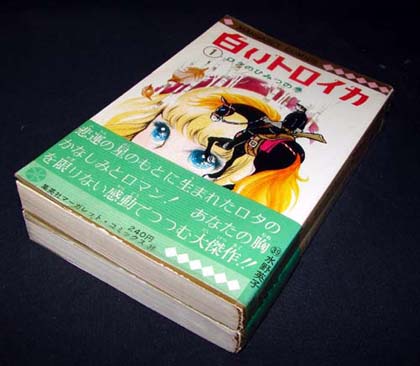 白いトロイカ
①ロタのひみつの巻
悲運の星のもとに生まれたロタの
かなしみとロマン! あなたの胸
を限りない感動でつつむ大傑作!!
240円
集英社マーガレット・コミックス31
㉛水野英子